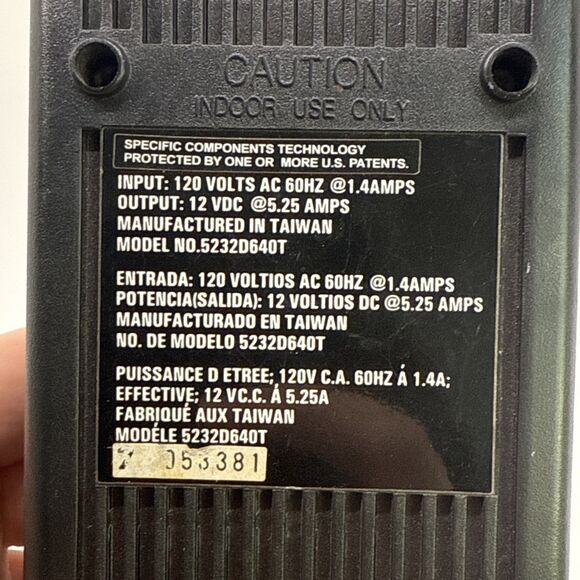 CAUTION
INDOOR USE ONLY
SPECIFIC COMPONENTS TECHNOLOGY
PROTECTED BY ONE OR MORE U.S. PATENTS.
INPUT: 120 VOLTS AC 60HZ @1.4AMPS
OUTPUT: 12 VDC @5.25 AMPS
MANUFACTURED IN TAIWAN
MODEL NO.5232D640T
ENTRADA: 120 VOLTIOS AC 60HZ @1.4AMPS
POTENCIA(SALIDA): 12 VOLTIOS DC @5.25 AMPS
MANUFACTURADO EN TAIWAN
NO. DE MODELO 5232D640T
PUISSANCE D ETREE; 120V C.A. 60HZ Á 1.4A;
EFFECTIVE; 12 VC.C. Á 5.25A
FABRIQUÉ AUX TAIWAN
MODÉLE 5232D640T
7 053381